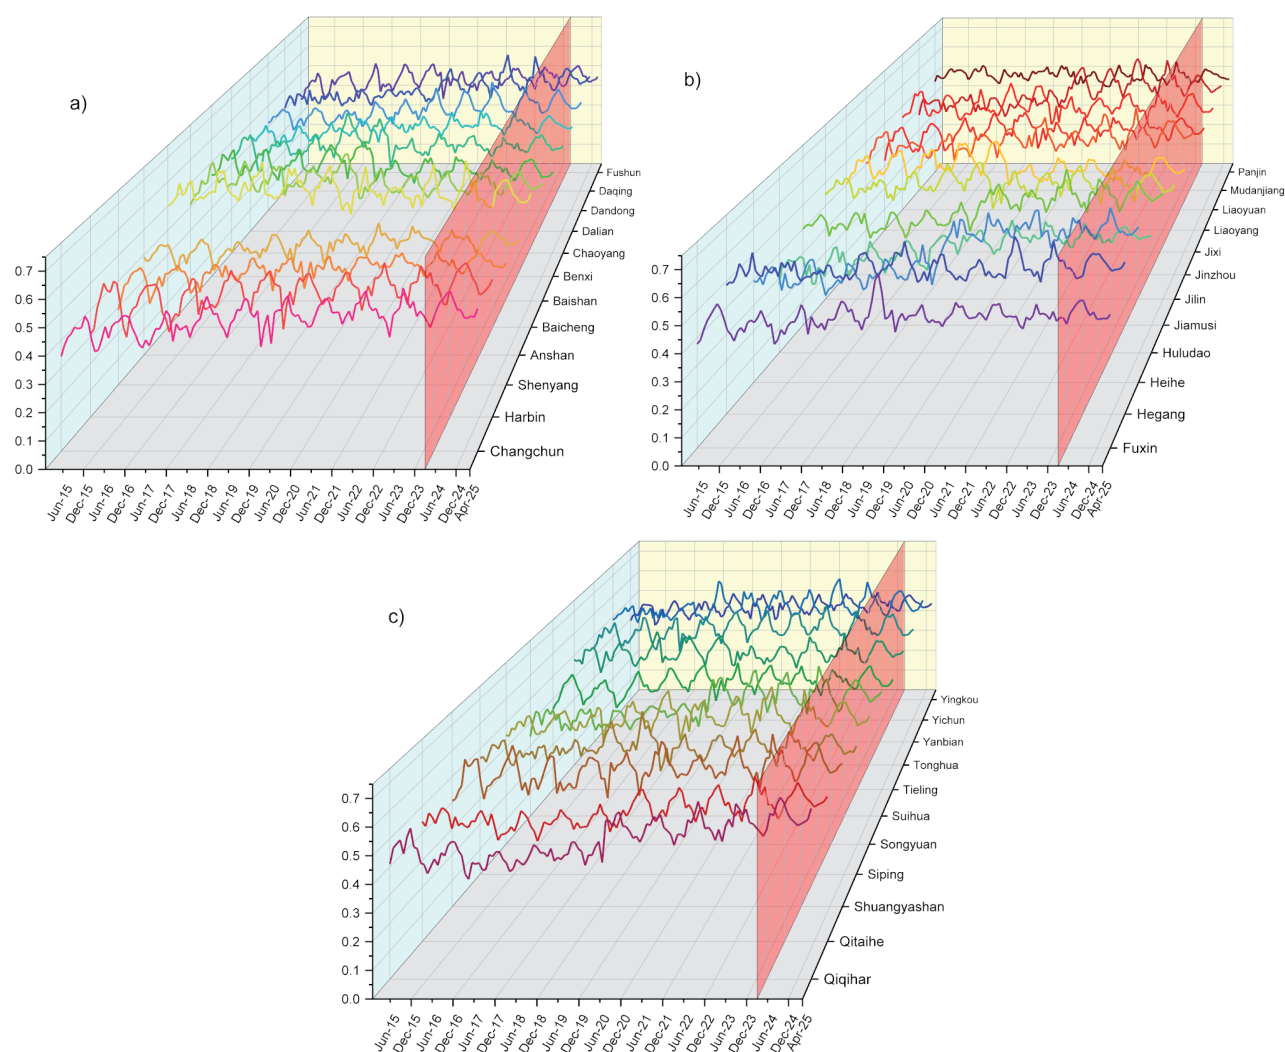 a)
Fushun
Daqing
Dandong
Dalian
Chaoyang
Benxi
Baishan
Baicheng
Anshan
Shenyang
Harbin
Changchun
0.7
0.6
0.5
0.4
0.3
0.2
0.1
0.0
Jun-15
Dec-15
Jun-16
Dec-16
Jun-17
Dec-17
Jun-18
Dec-18
Jun-19
Dec-19
Jun-20
Dec-20
Jun-21
Dec-21
Jun-22
Dec-22
Jun-23
Dec-23
Jun-24
Dec-24
Apr-25
b)
Panjin
Mudanjiang
Liaoyuan
Liaoyang
Jixi
Jinzhou
Jilin
Jiamusi
Huludao
Heihe
Hegang
Fuxin
0.7
0.6
0.5
0.4
0.3
0.2
0.1
0.0
Jun-15
Dec-15
Jun-16
Dec-16
Jun-17
Dec-17
Jun-18
Dec-18
Jun-19
Dec-19
Jun-20
Dec-20
Jun-21
Dec-21
Jun-22
Dec-22
Jun-23
Dec-23
Jun-24
Dec-24
Apr-25
c)
Yingkou
Yichun
Yanbian
Tonghua
Tieling
Suihua
Songyuan
Siping
Shuangyashan
Qitaihe
Qiqihar
0.7
0.6
0.5
0.4
0.3
0.2
0.1
0.0
Jun-15
Dec-15
Jun-16
Dec-16
Jun-17
Dec-17
Jun-18
Dec-18
Jun-19
Dec-19
Jun-20
Dec-20
Jun-21
Dec-21
Jun-22
Dec-22
Jun-23
Dec-23
Jun-24
Dec-24
Apr-25